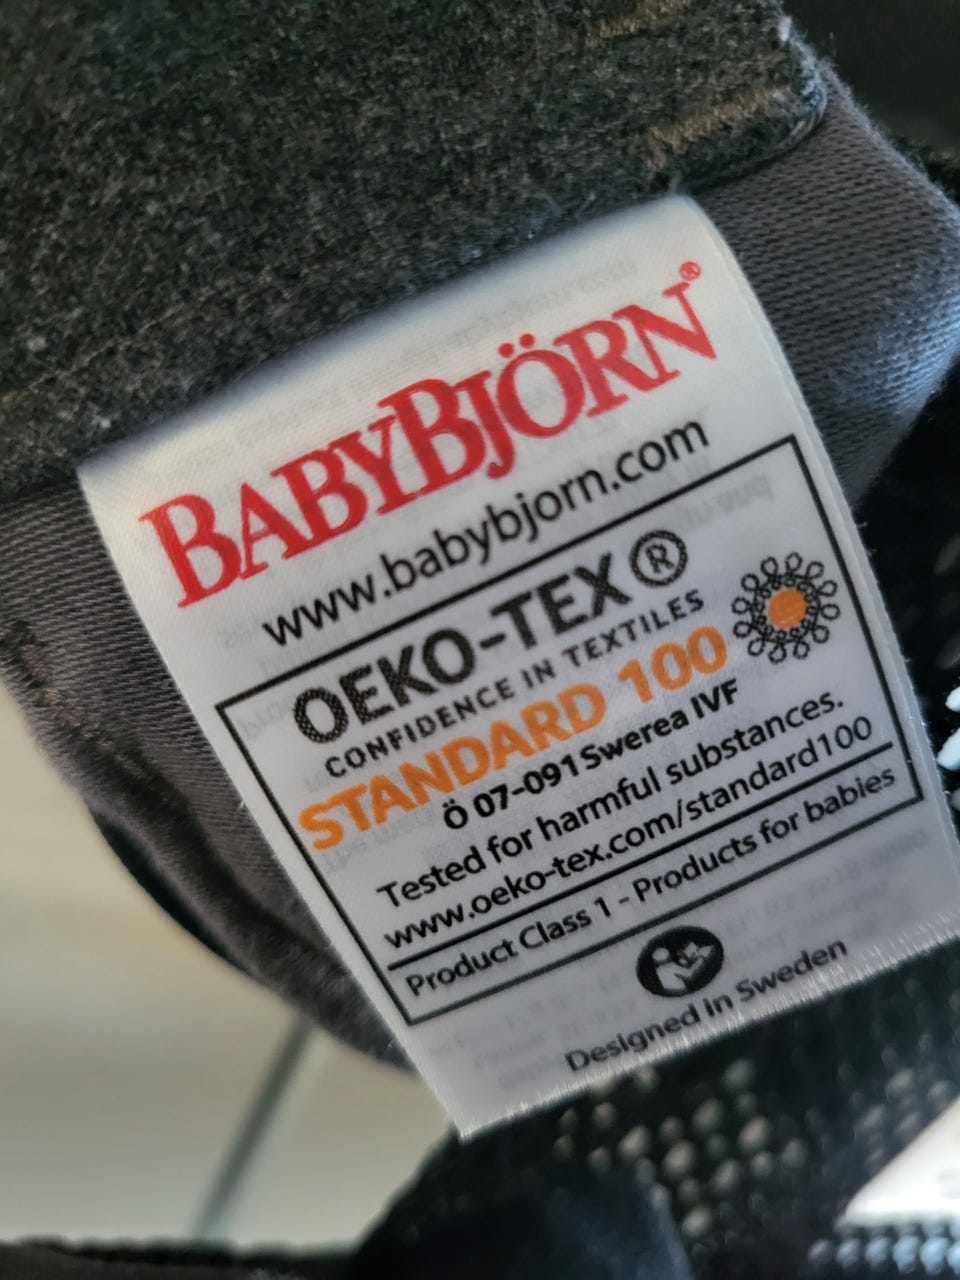 BABYBJÖRN®
www.babybjorn.com
OEKO-TEX®
CONFIDENCE IN TEXTILES
STANDARD 100
Ö 07-091 Swerea IVF
Tested for harmful substances.
www.oeko-tex.com/standard100
Product Class 1 - Products for babies
Designed in Sweden